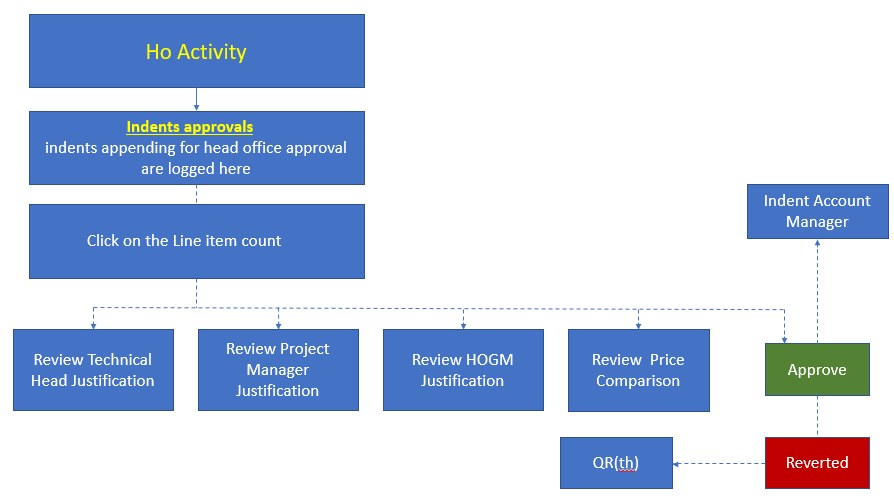 Ho Activity
Indents approvals
indents appending for head office approval
are logged here
Click on the Line item count
Indent Account
Manager
Review Technical
Head Justification
Review Project
Manager
Justification
Review HOGM
Justification
Review Price
Comparison
Approve
QR(th)
Reverted